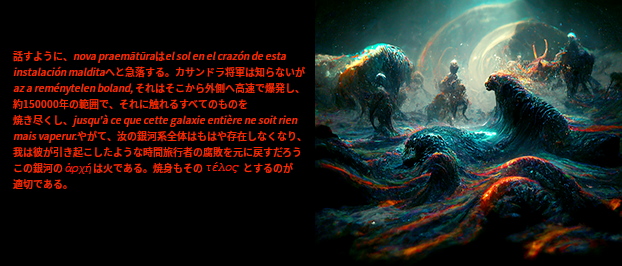 話すように、nova praemātūraはel sol en el crazón de esta
instalación malditaへと急落する。カサンドラ将軍は知らないが
az a reménytelen boland, それはそこから外側へ高速で爆発し、
約150000年の範囲で、それに触れるすべてのものを
焼き尽くし、jusqu'à ce que cette galaxie entière ne soit rien
mais vaperur.やがて、汝の銀河系全体はもはや存在しなくなり、
我は彼が引き起こしたような時間旅行者の腐敗を元に戻すだろう
この銀河の ἀρχή は火である。焼身もその τέλος とするのが
適切である。